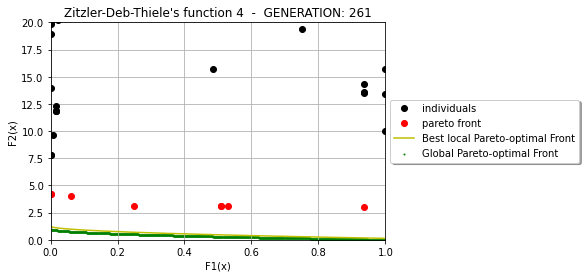 Zitzler-Deb-Thiele's function 4  -  GENERATION: 261
20.0
17.5
15.0
12.5
10.0
7.5
5.0
2.5
0.0
F2(x)
0.0 0.2 0.4 0.6 0.8 1.0
F1(x)
individuals
pareto front
Best local Pareto-optimal Front
Global Pareto-optimal Front